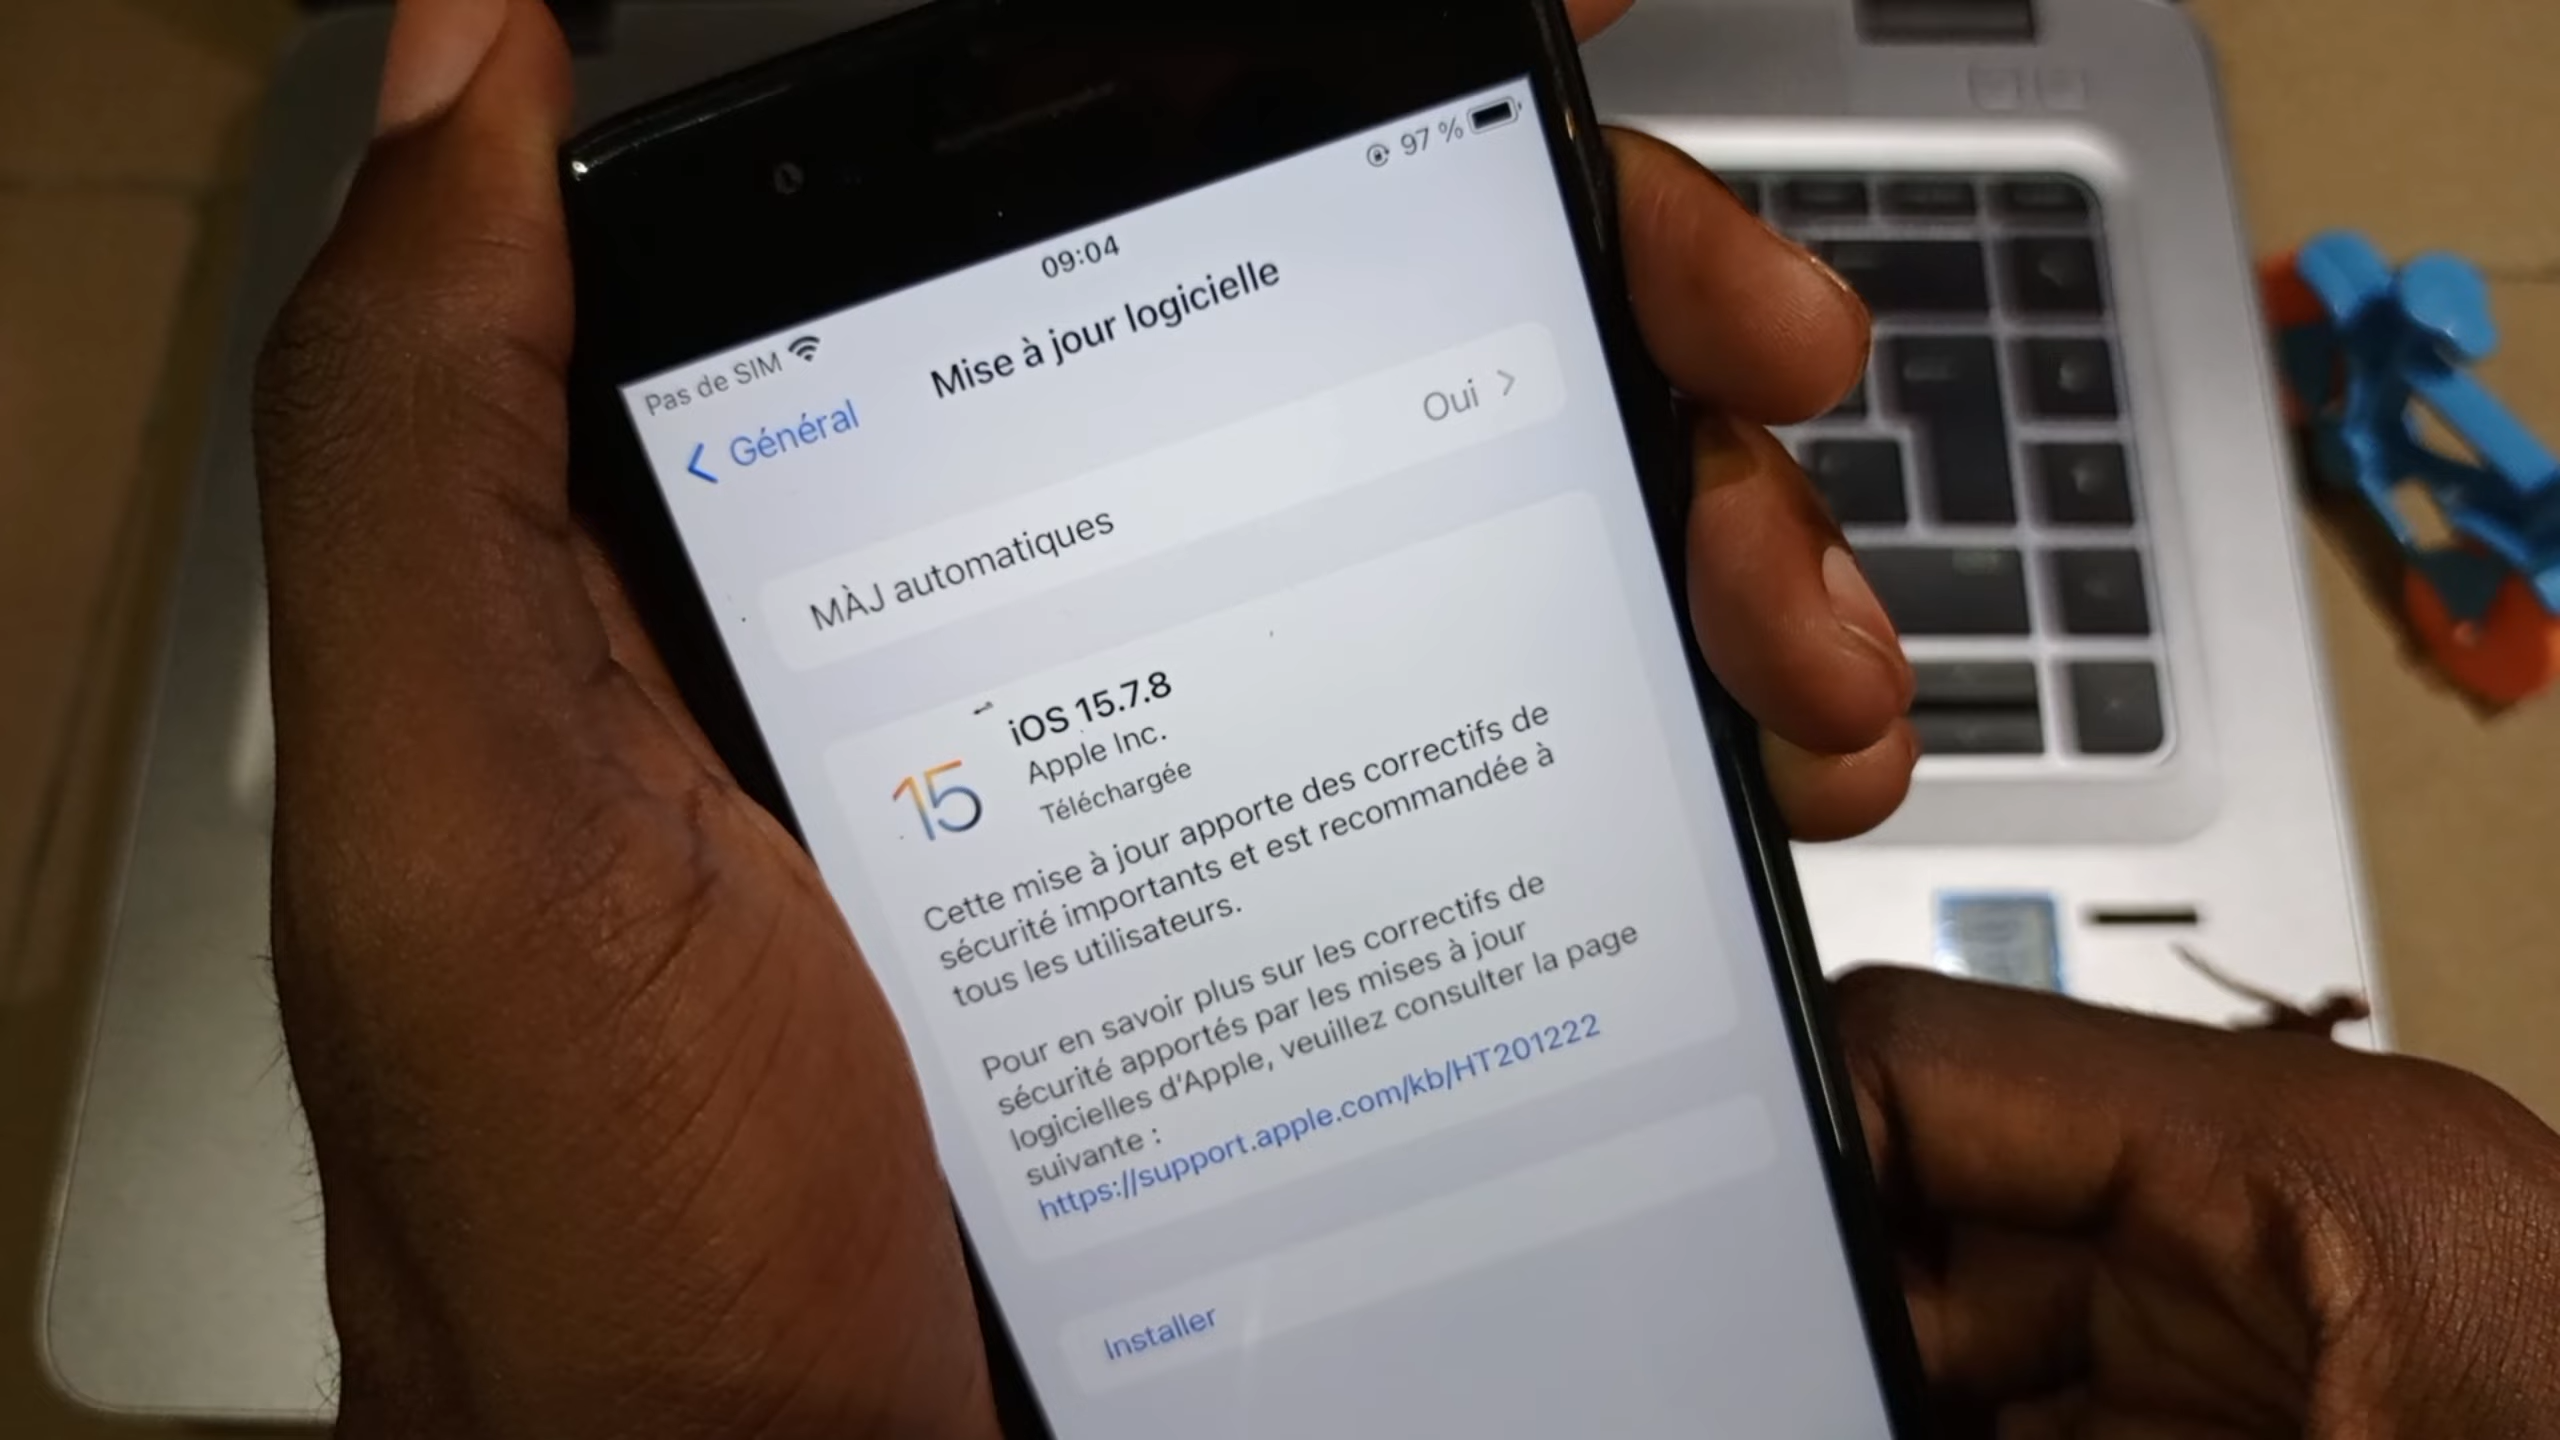 09:04
Pas de SIM
97 %
Général
Mise à jour logicielle
MÀJ automatiques
Oui
15
iOS 15.7.8
Apple Inc.
Téléchargée
Cette mise à jour apporte des correctifs de
sécurité importants et est recommandée à
tous les utilisateurs.
Pour en savoir plus sur les correctifs de
sécurité apportés par les mises à jour
logicielles d'Apple, veuillez consulter la page
suivante :
https://support.apple.com/kb/HT201222
Installer